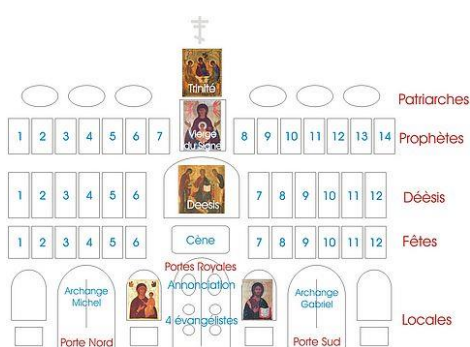 Trinité
Patriarches
1 2 3 4 5 6 7 Vierge du Signe 8 9 10 11 12 13 14 Prophètes
1 2 3 4 5 6 Deesis 7 8 9 10 11 12 Déèsis
1 2 3 4 5 6 Cène 7 8 9 10 11 12 Fêtes
Portes Royales
Archange Michel
Annonciation
Archange Gabriel
4 évangélistes
Locales
Porte Nord
Porte Sud